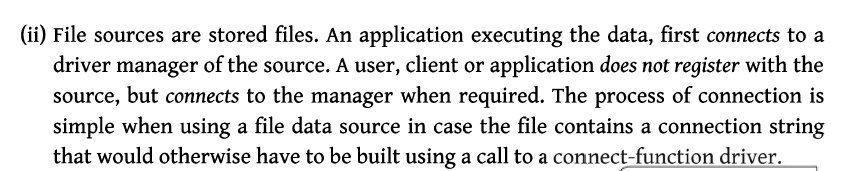 (ii) File sources are stored files. An application executing the data, first connects to a
driver manager of the source. A user, client or application does not register with the
source, but connects to the manager when required. The process of connection is
simple when using a file data source in case the file contains a connection string
that would otherwise have to be built using a call to a connect-function driver.